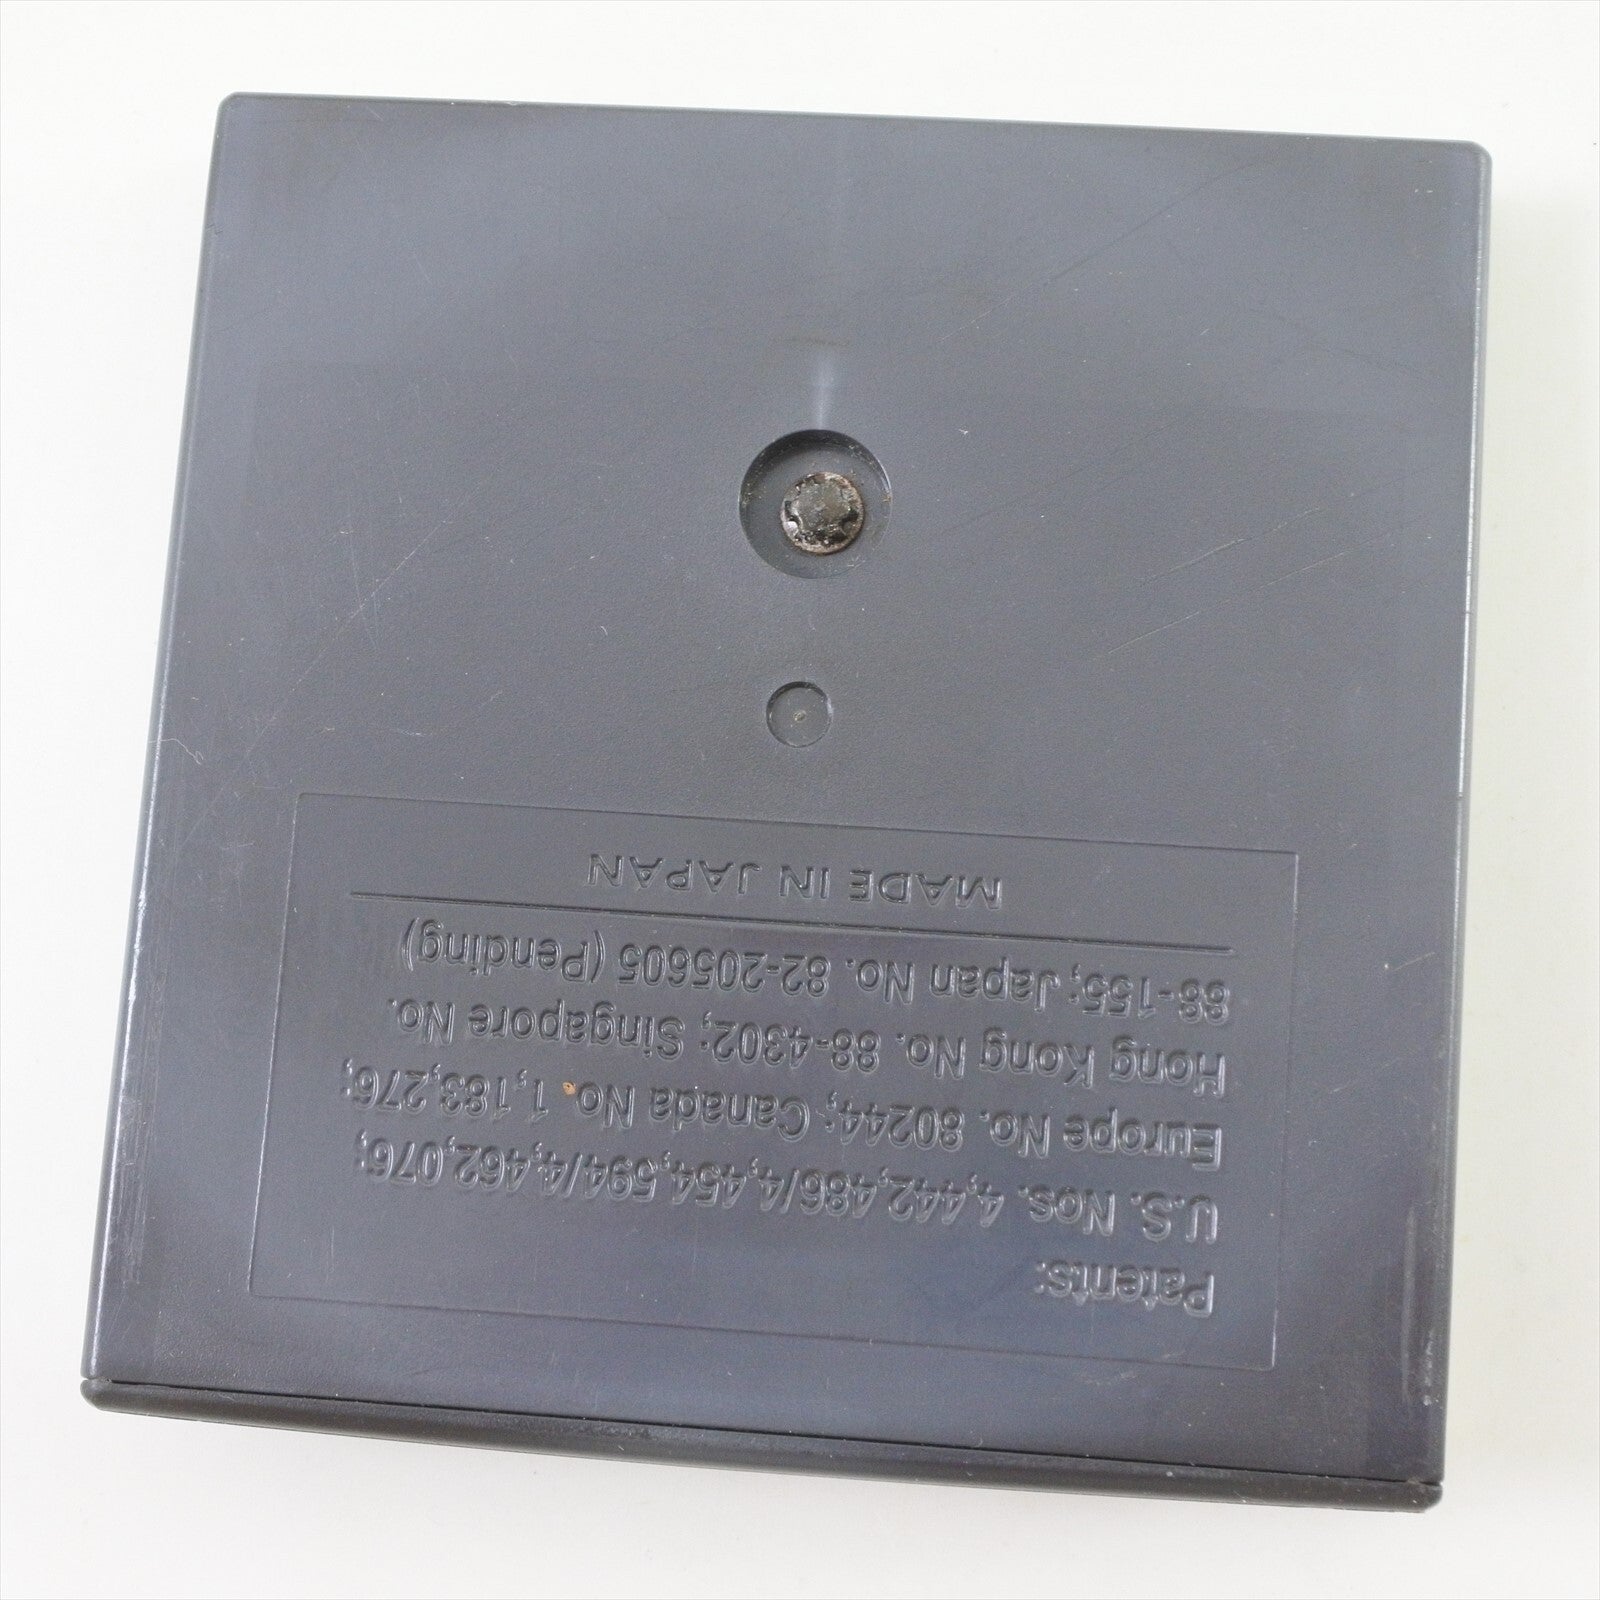 Patents:
U.S. Nos. 4,442,486/4,454,594/4,462,076;
Europe No. 80244; Canada No. 1,183,276;
Hong Kong No. 88-4302; Singapore No.
88-155; Japan No. 82-205605 (Pending)
MADE IN JAPAN